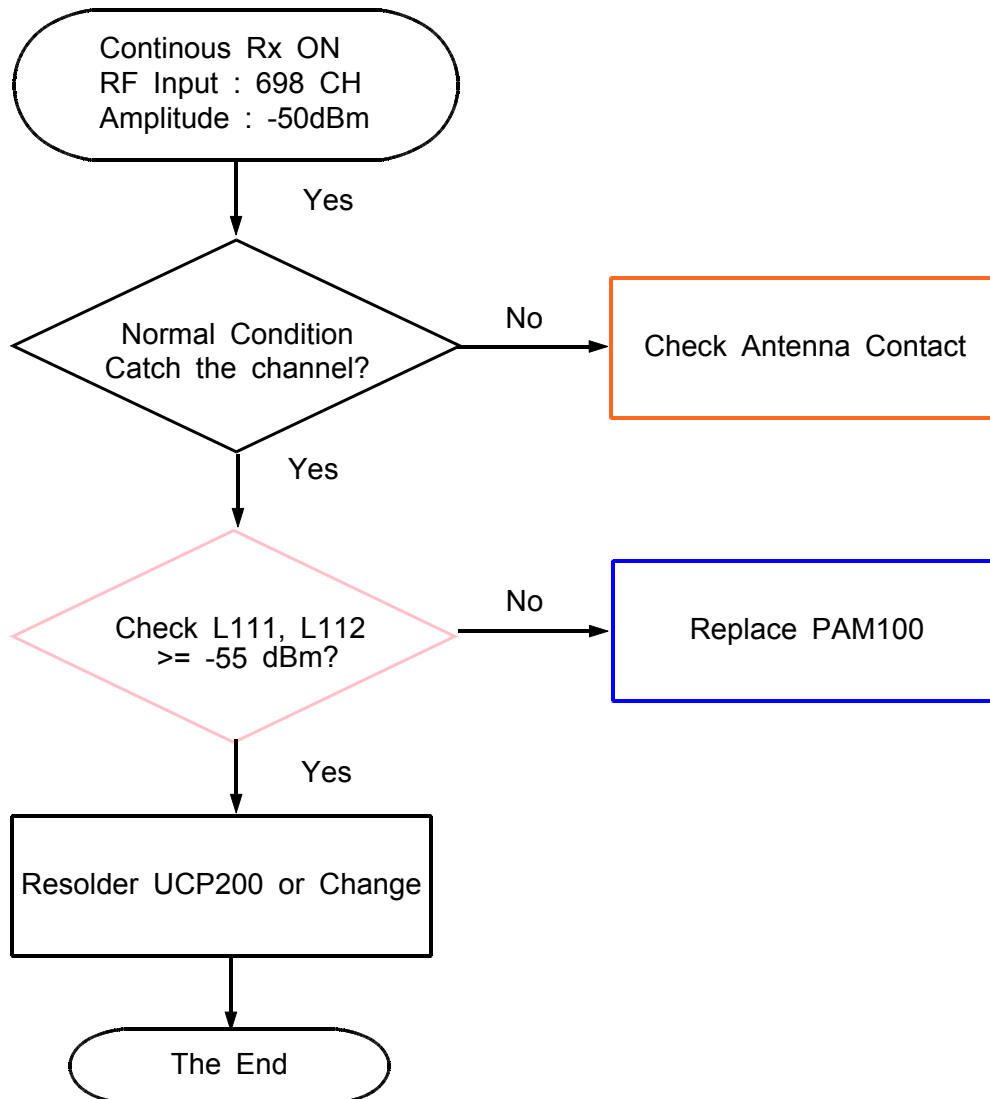 Continous Rx ON
RF Input : 698 CH
Amplitude : -50dBm
Yes
Normal Condition
Catch the channel?
No
Check Antenna Contact
Yes
Check L111, L112
>= -55 dBm?
No
Replace PAM100
Yes
Resolder UCP200 or Change
The End